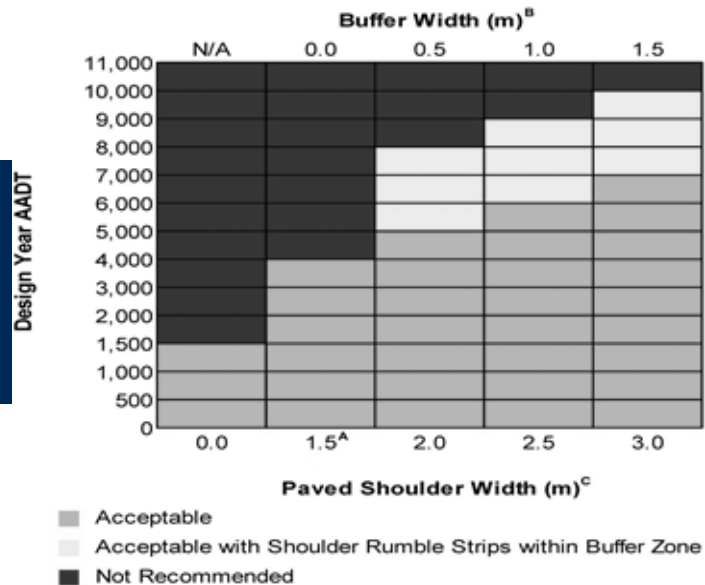 Buffer Width (m)B
N/A 0.0 0.5 1.0 1.5
Design Year AADT
11,000
10,000
9,000
8,000
7,000
6,000
5,000
4,000
3,000
2,000
1,500
1,000
500
0
0.0 1.5A 2.0 2.5 3.0
Paved Shoulder Width (m)C
Acceptable
Acceptable with Shoulder Rumble Strips within Buffer Zone
Not Recommended